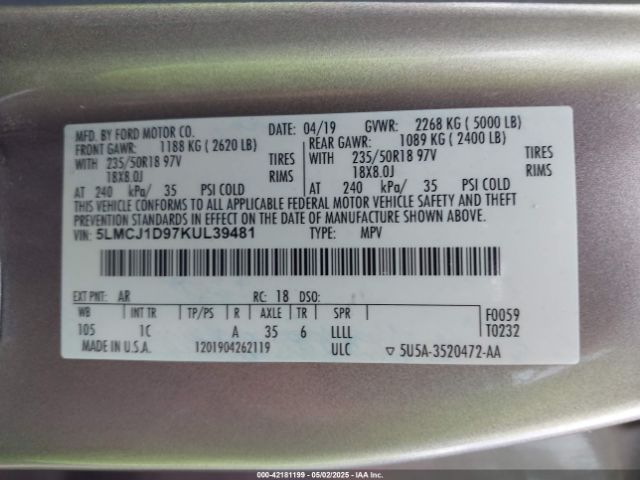 MFD. BY FORD MOTOR CO.
DATE: 04/19 GVWR: 2268 KG ( 5000 LB)
FRONT GAWR: 1188 KG ( 2620 LB) REAR GAWR: 1089 KG ( 2400 LB)
WITH 235/50R18 97V TIRES WITH 235/50R18 97V TIRES
18X8.0J RIMS 18X8.0J RIMS
AT 240 kPa/ 35 PSI COLD AT 240 kPa/ 35 PSI COLD
THIS VEHICLE CONFORMS TO ALL APPLICABLE FEDERAL MOTOR VEHICLE SAFETY AND THEFT
PREVENTION STANDARDS IN EFFECT ON THE DATE OF MANUFACTURE SHOWN ABOVE.
VIN: 5LMCJ1D97KUL39481 TYPE: MPV
EXT PNT: AR RC: 18 DSO:
WB INT TR TP/PS R AXLE TR SPR F0059
105 1C A 35 6 LLLL T0232
MADE IN U.S.A. 1201904262119 ULC ▽ 5U5A-3520472-AA
000-42181199 - 05/02/2025 - IAA Inc.